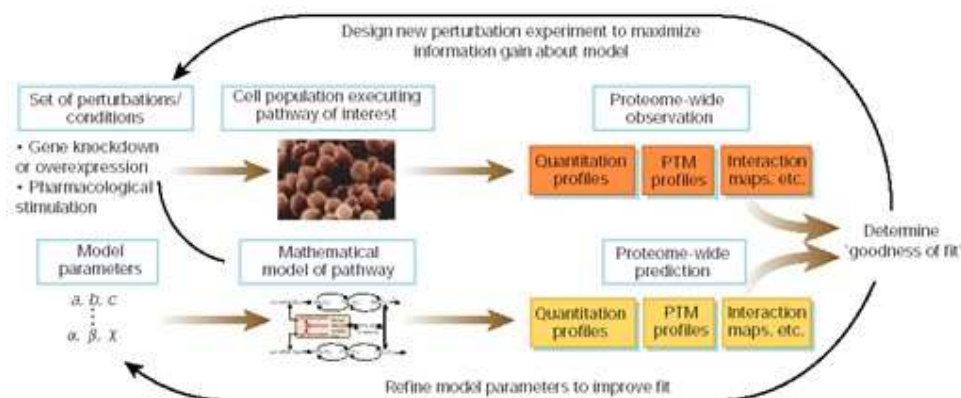 Design new perturbation experiment to maximize
information gain about model
Set of perturbations/
conditions
Cell population executing
pathway of interest
Proteome-wide
observation
• Gene knockdown
or overexpression
• Pharmacological
stimulation
Quantitation
profiles
PTM
profiles
Interaction
maps, etc.
Determine
'goodness of fit'
Model
parameters
Mathematical
model of pathway
Proteome-wide
prediction
a, b, c
α, β, χ
Quantitation
profiles
PTM
profiles
Interaction
maps, etc.
Refine model parameters to improve fit